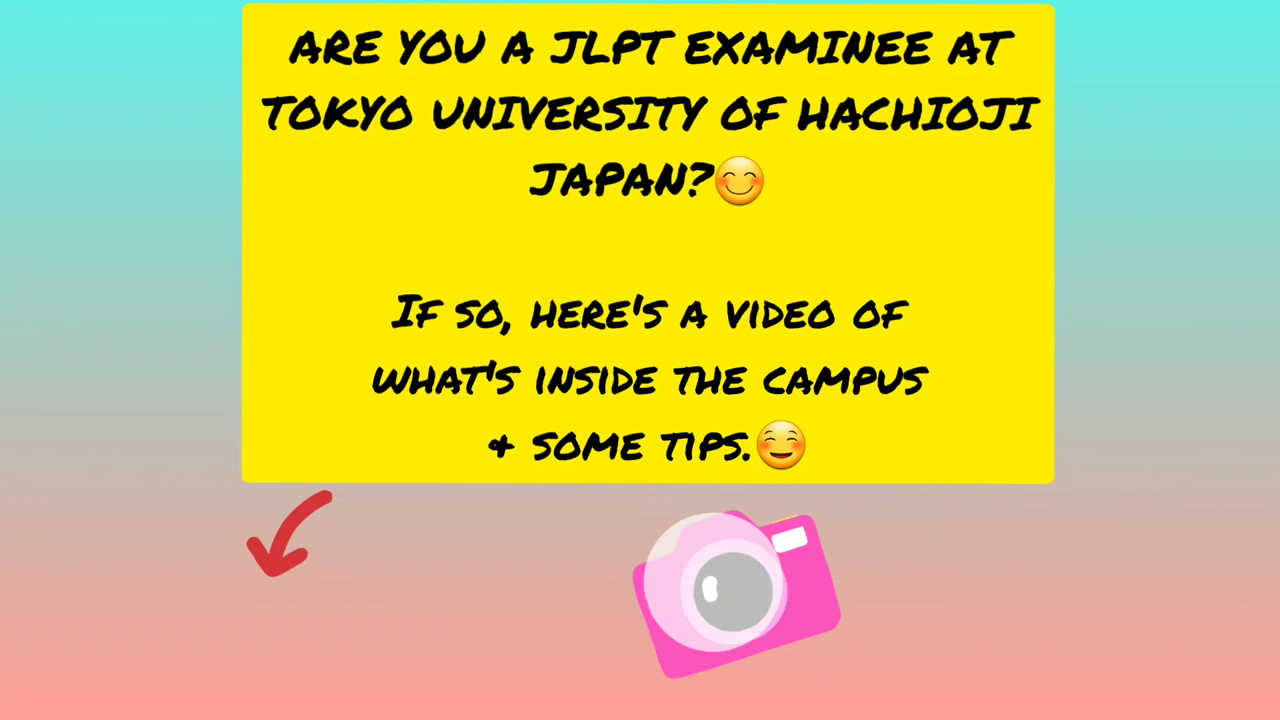 ARE YOU A JLPT EXAMINEE AT
TOKYO UNIVERSITY OF HACHIOJI
JAPAN?😊
IF SO, HERE'S A VIDEO OF
WHAT'S INSIDE THE CAMPUS
& SOME TIPS.😊